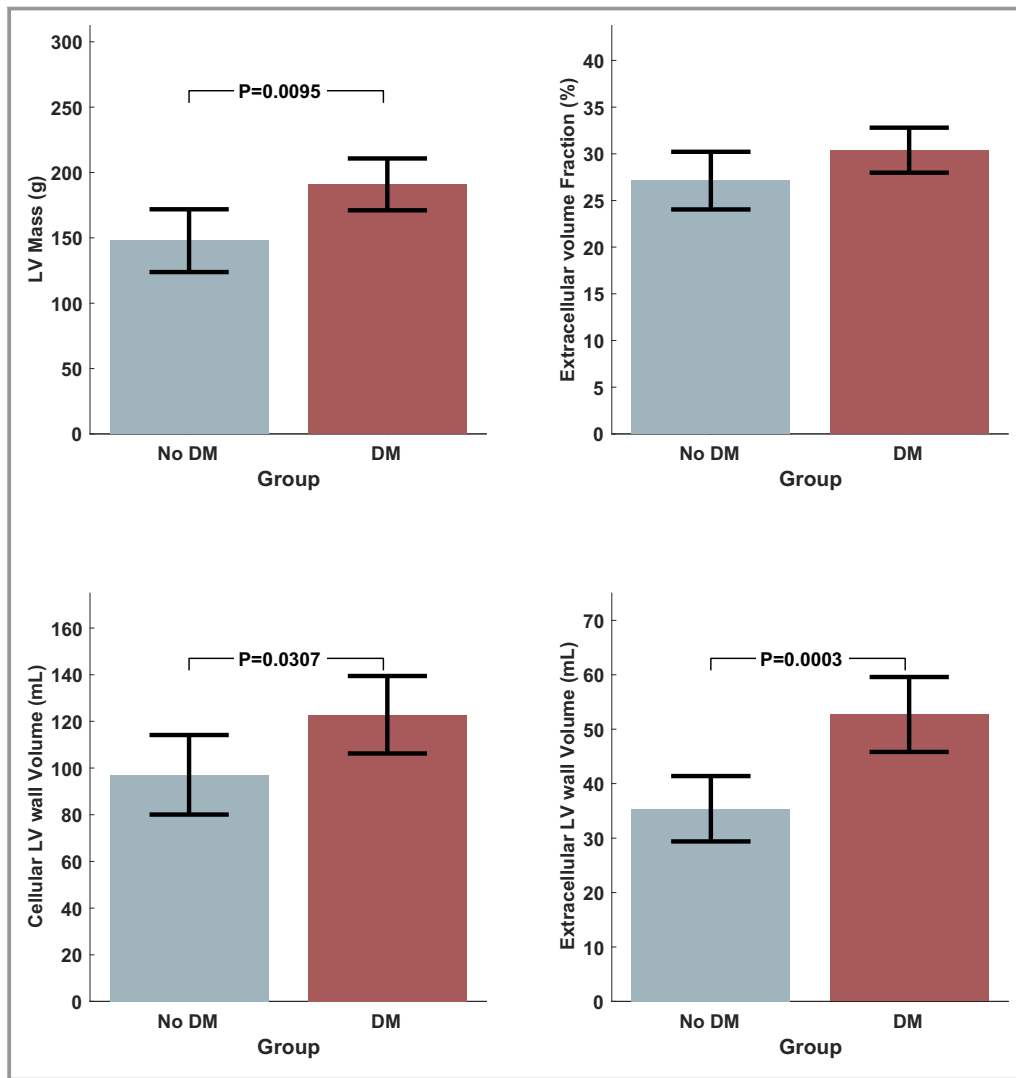 LV Mass (g)
300
250
200
150
100
50
0
P=0.0095
No DM
DM
Group
Extracellular volume Fraction (%)
40
35
30
25
20
15
10
5
0
No DM
DM
Group
Cellular LV wall Volume (mL)
160
140
120
100
80
60
40
20
0
P=0.0307
No DM
DM
Group
Extracellular LV wall Volume (mL)
70
60
50
40
30
20
10
0
P=0.0003
No DM
DM
Group